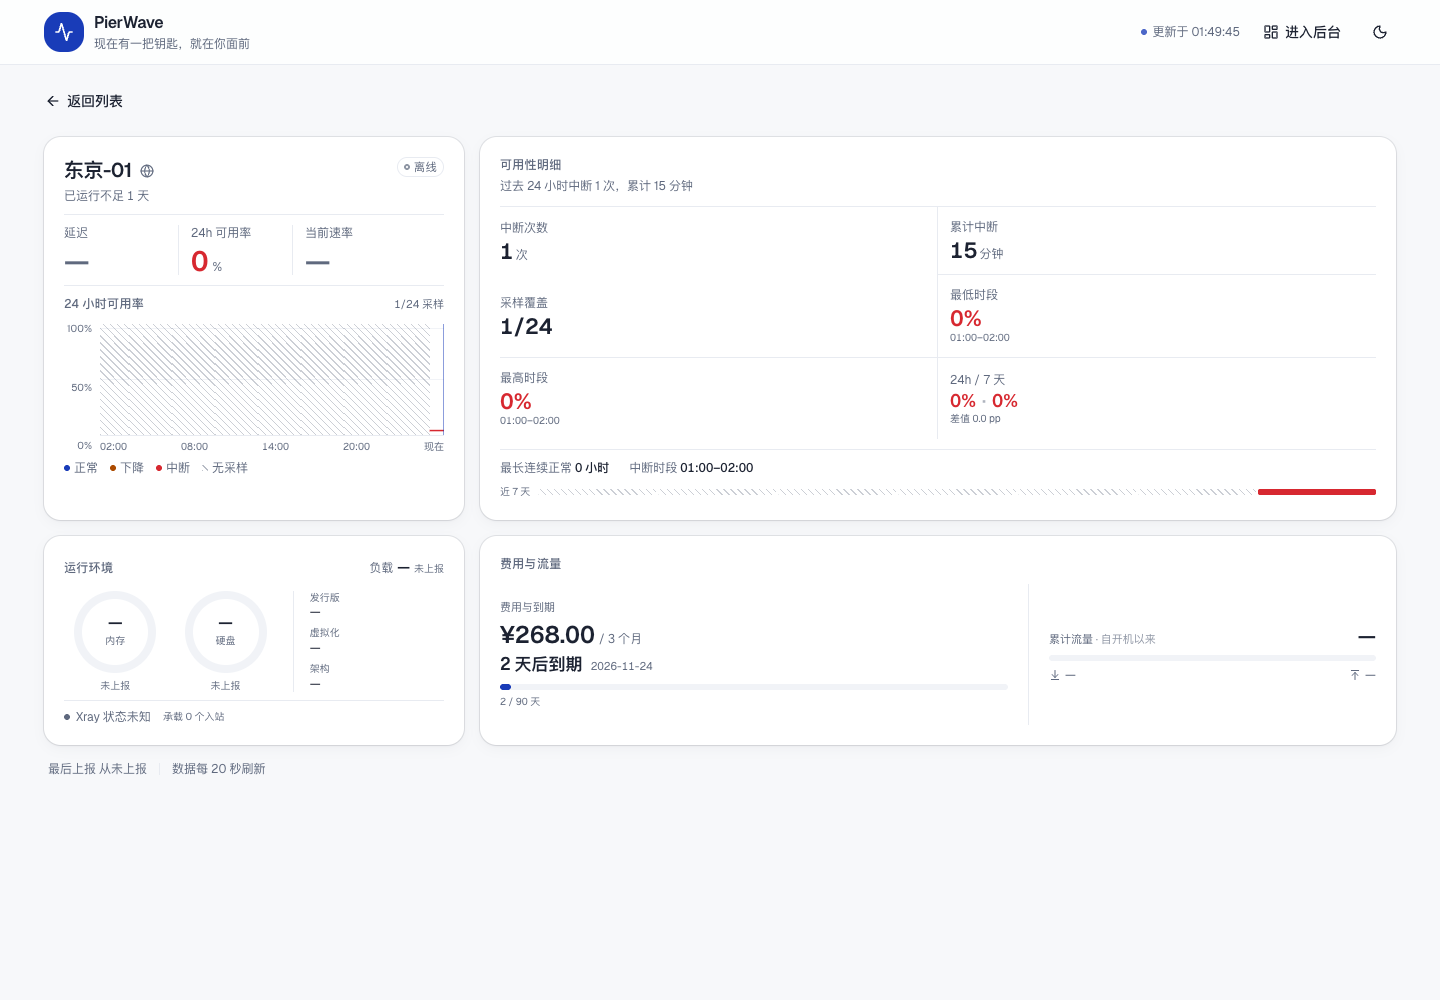 PierWave
现在有一把钥匙，就在你面前
更新于 01:49:45
进入后台
返回列表
东京-01
离线
已运行不足 1 天
延迟
—
24h 可用率
0 %
当前速率
—
24 小时可用率
1/24 采样
100%
50%
0%
02:00 08:00 14:00 20:00 现在
正常 下降 中断 无采样
可用性明细
过去 24 小时中断 1 次，累计 15 分钟
中断次数
1 次
累计中断
15 分钟
采样覆盖
1/24
最低时段
0%
01:00–02:00
最高时段
0%
01:00–02:00
24h / 7 天
0% · 0%
差值 0.0 pp
最长连续正常 0 小时 中断时段 01:00–02:00
近 7 天
运行环境
负载 — 未上报
—
内存
未上报
—
硬盘
未上报
发行版
—
虚拟化
—
架构
—
Xray 状态未知 承载 0 个入站
费用与流量
费用与到期
¥268.00 / 3 个月
2 天后到期 2026-11-24
2 / 90 天
累计流量 · 自开机以来 —
— —
最后上报 从未上报 数据每 20 秒刷新